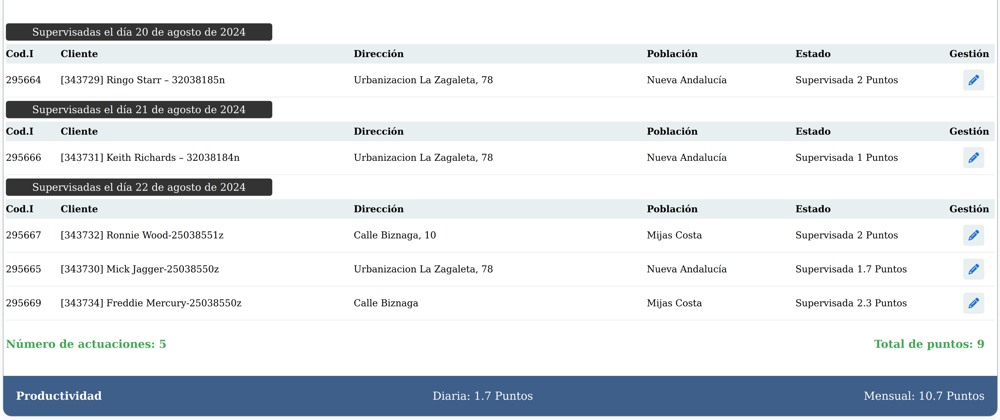 Supervisadas el día 20 de agosto de 2024
Cod.I Cliente Dirección Población Estado Gestión
295664 [343729] Ringo Starr – 32038185n Urbanizacion La Zagaleta, 78 Nueva Andalucía Supervisada 2 Puntos
Supervisadas el día 21 de agosto de 2024
Cod.I Cliente Dirección Población Estado Gestión
295666 [343731] Keith Richards – 32038184n Urbanizacion La Zagaleta, 78 Nueva Andalucía Supervisada 1 Puntos
Supervisadas el día 22 de agosto de 2024
Cod.I Cliente Dirección Población Estado Gestión
295667 [343732] Ronnie Wood-25038551z Calle Biznaga, 10 Mijas Costa Supervisada 2 Puntos
295665 [343730] Mick Jagger-25038550z Urbanizacion La Zagaleta, 78 Nueva Andalucía Supervisada 1.7 Puntos
295669 [343734] Freddie Mercury-25038550z Calle Biznaga Mijas Costa Supervisada 2.3 Puntos
Número de actuaciones: 5 Total de puntos: 9
Productividad Diaria: 1.7 Puntos Mensual: 10.7 Puntos